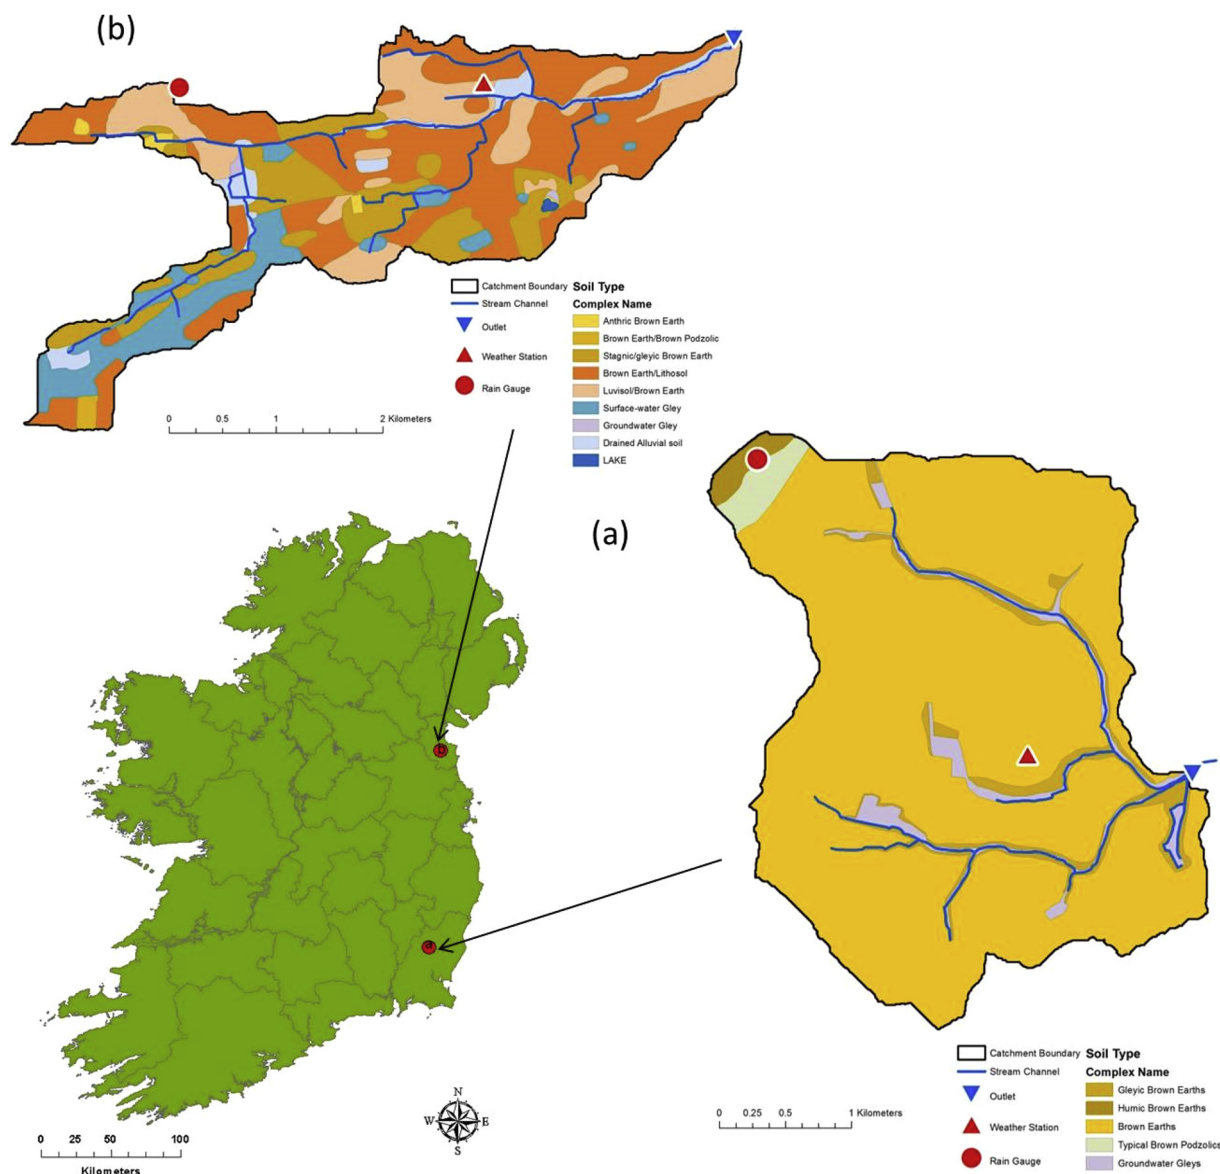 (b)
Catchment Boundary
Stream Channel
Outlet
Weather Station
Rain Gauge
Soil Type
Complex Name
Anthric Brown Earth
Brown Earth/Brown Podzolic
Stagnic/gleyic Brown Earth
Brown Earth/Lithosol
Luvisol/Brown Earth
Surface-water Gley
Groundwater Gley
Drained Alluvial soil
LAKE
0 0.5 1 2 Kilometers
(a)
b
a
N
W E
S
0 25 50 100
Kilometers
0 0.25 0.5 1 Kilometers
Catchment Boundary
Stream Channel
Outlet
Weather Station
Rain Gauge
Soil Type
Complex Name
Gleyic Brown Earths
Humic Brown Earths
Brown Earths
Typical Brown Podzolics
Groundwater Gleys